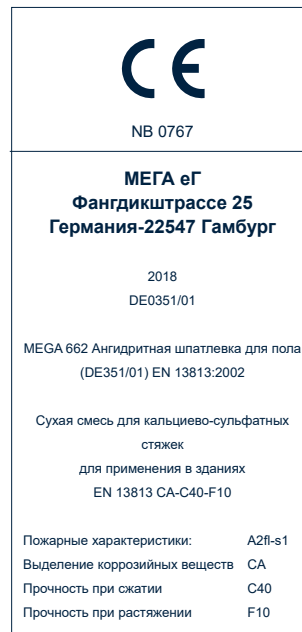 CE
NB 0767
МЕГА еГ
Фангдикштрассе 25
Германия-22547 Гамбург
2018
DE0351/01
MEGA 662 Ангидритная шпатлевка для пола
(DE351/01) EN 13813:2002
Сухая смесь для кальциево-сульфатных
стяжек
для применения в зданиях
EN 13813 CA-C40-F10
Пожарные характеристики: A2fl-s1
Выделение коррозийных веществ CA
Прочность при сжатии C40
Прочность при растяжении F10